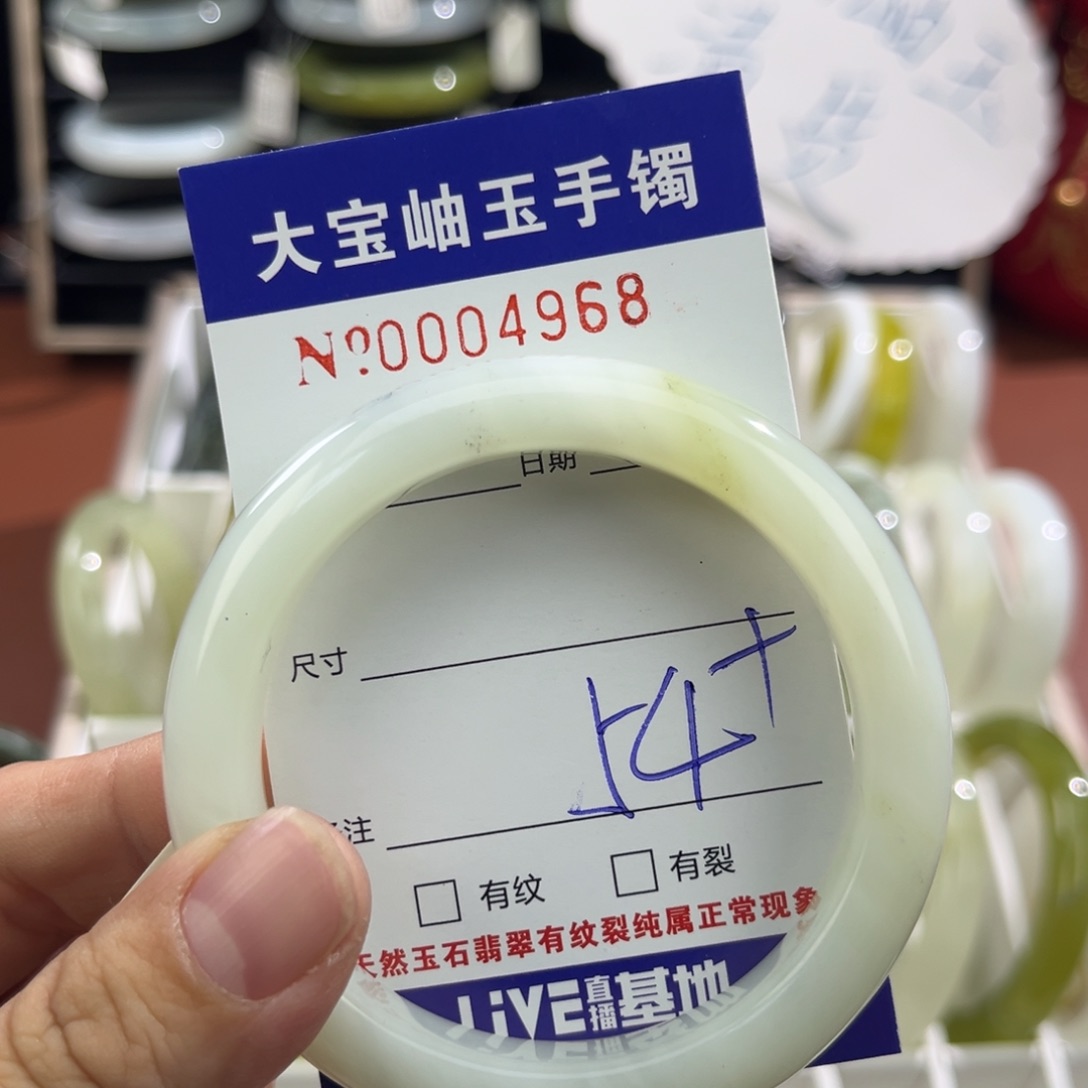 大宝岫玉手镯
№0004968
日期
尺寸
54+
注
有纹 有裂
天然玉石翡翠有纹裂纯属正常现象
LiVE直播基地